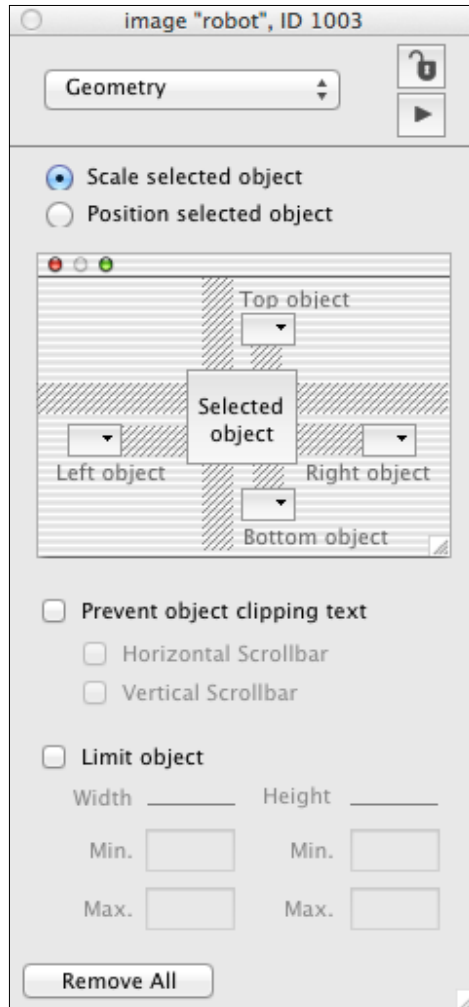 image "robot", ID 1003
Geometry
Scale selected object
Position selected object
Top object
Selected
object
Left object
Right object
Bottom object
Prevent object clipping text
Horizontal Scrollbar
Vertical Scrollbar
Limit object
Width Height
Min. Min.
Max. Max.
Remove All